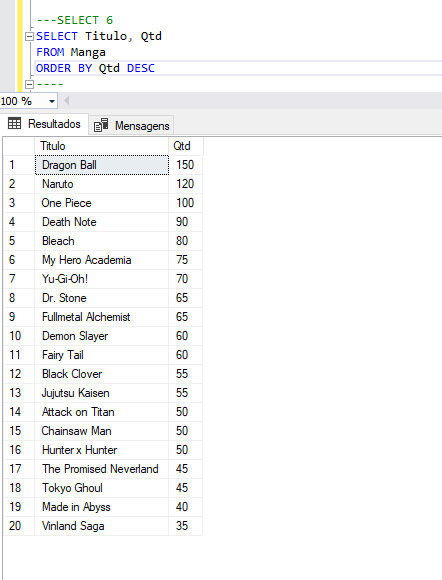 ---SELECT 6
SELECT Titulo, Qtd
FROM Manga
ORDER BY Qtd DESC
----
100 %
Resultados Mensagens
Titulo Qtd
1 Dragon Ball 150
2 Naruto 120
3 One Piece 100
4 Death Note 90
5 Bleach 80
6 My Hero Academia 75
7 Yu-Gi-Oh! 70
8 Dr. Stone 65
9 Fullmetal Alchemist 65
10 Demon Slayer 60
11 Fairy Tail 60
12 Black Clover 55
13 Jujutsu Kaisen 55
14 Attack on Titan 50
15 Chainsaw Man 50
16 Hunter x Hunter 50
17 The Promised Neverland 45
18 Tokyo Ghoul 45
19 Made in Abyss 40
20 Vinland Saga 35